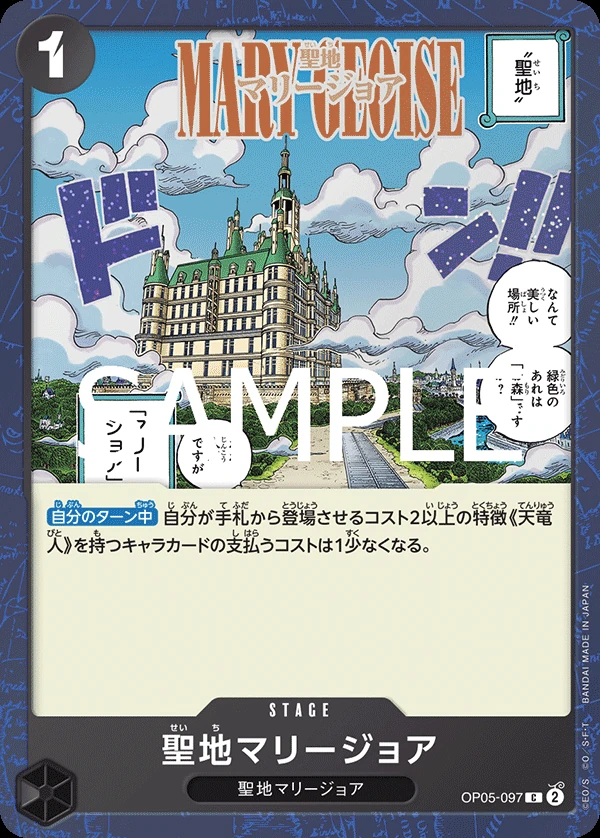 1
聖地
MARY GEOISE
マリージョア
"聖地"
ドン!!
なんて
美しい
場所!!
緑色の
あれは
ですが
SAMPLE
自分のターン中 自分が手札から登場させるコスト2以上の特徴《天竜
人》を持つキャラカードの支払うコストは1少なくなる。
STAGE
聖地マリージョア
聖地マリージョア
OP05-097 C 2
©E.O/S. ©O/S・F・T BANDAI MADE IN JAPAN